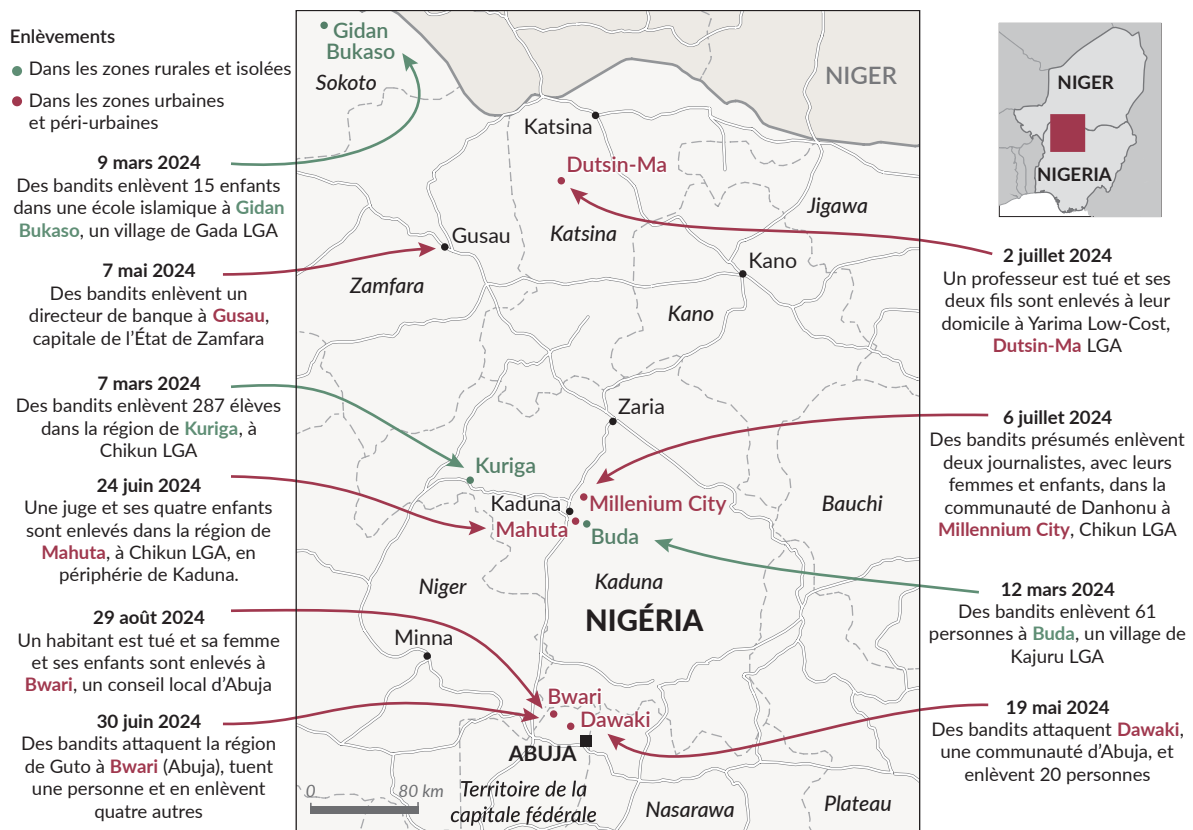 Enlèvements
Dans les zones rurales et isolées
Dans les zones urbaines
et péri-urbaines
9 mars 2024
Des bandits enlèvent 15 enfants
dans une école islamique à Gidan
Bukaso, un village de Gada LGA
7 mai 2024
Des bandits enlèvent un
directeur de banque à Gusau,
capitale de l’État de Zamfara
7 mars 2024
Des bandits enlèvent 287 élèves
dans la région de Kuriga, à
Chikun LGA
24 juin 2024
Une juge et ses quatre enfants
sont enlevés dans la région de
Mahuta, à Chikun LGA, en
périphérie de Kaduna.
29 août 2024
Un habitant est tué et sa femme
et ses enfants sont enlevés à
Bwari, un conseil local d’Abuja
30 juin 2024
Des bandits attaquent la région
de Guto à Bwari (Abuja), tuent
une personne et en enlèvent
quatre autres
Gidan
Bukaso
Sokoto
NIGER
Katsina
Dutsin-Ma
Jigawa
Katsina
Gusau
Kano
Zamfara
Kano
Zaria
Kuriga
Kaduna
Millenium City
Mahuta
Buda
Bauchi
Niger
Kaduna
NIGÉRIA
Minna
Bwari
Dawaki
ABUJA
0
80 km
Territoire de la
capitale fédérale
Nasarawa
Plateau
NIGER
NIGERIA
2 juillet 2024
Un professeur est tué et ses
deux fils sont enlevés à leur
domicile à Yarima Low-Cost,
Dutsin-Ma LGA
6 juillet 2024
Des bandits présumés enlèvent
deux journalistes, avec leurs
femmes et enfants, dans la
communauté de Danhonu à
Millennium City, Chikun LGA
12 mars 2024
Des bandits enlèvent 61
personnes à Buda, un village de
Kajuru LGA
19 mai 2024
Des bandits attaquent Dawaki,
une communauté d’Abuja, et
enlèvent 20 personnes